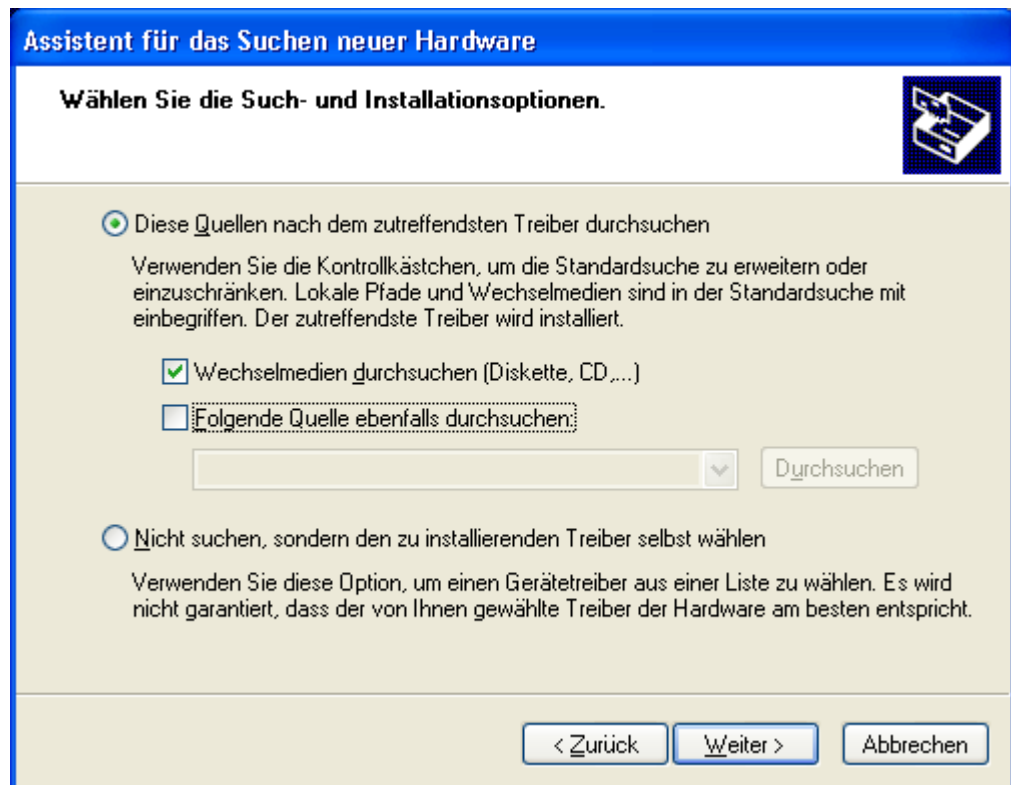 Assistent für das Suchen neuer Hardware
Wählen Sie die Such- und Installationsoptionen.
Diese Quellen nach dem zutreffendsten Treiber durchsuchen
Verwenden Sie die Kontrollkästchen, um die Standardsuche zu erweitern oder
einzuschränken. Lokale Pfade und Wechselmedien sind in der Standardsuche mit
einbegriffen. Der zutreffendste Treiber wird installiert.
Wechselmedien durchsuchen (Diskette, CD,...)
Folgende Quelle ebenfalls durchsuchen:
Durchsuchen
Nicht suchen, sondern den zu installierenden Treiber selbst wählen
Verwenden Sie diese Option, um einen Gerätetreiber aus einer Liste zu wählen. Es wird
nicht garantiert, dass der von Ihnen gewählte Treiber der Hardware am besten entspricht.
< Zurück Weiter > Abbrechen